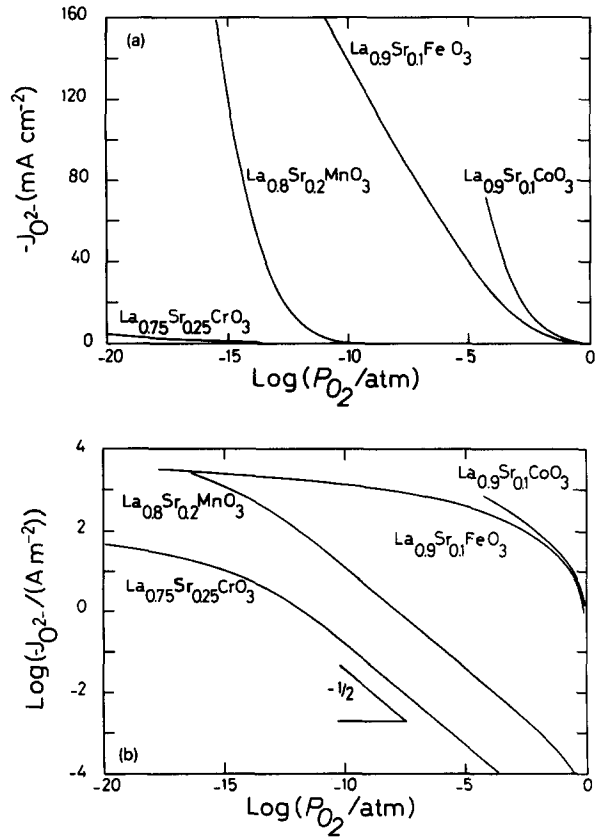 160
(a)
La0.9Sr0.1FeO3
120
La0.8Sr0.2MnO3
La0.9Sr0.1CoO3
80
-JO2- (mA cm-2)
40
La0.75Sr0.25CrO3
0
-20 -15 -10 -5 0
Log(PO2/atm)
4
La0.9Sr0.1CoO3
La0.8Sr0.2MnO3
2
La0.9Sr0.1FeO3
La0.75Sr0.25CrO3
Log(-JO2-/(A m-2))
0
-1/2
-2
(b)
-4
-20 -15 -10 -5 0
Log(PO2/atm)